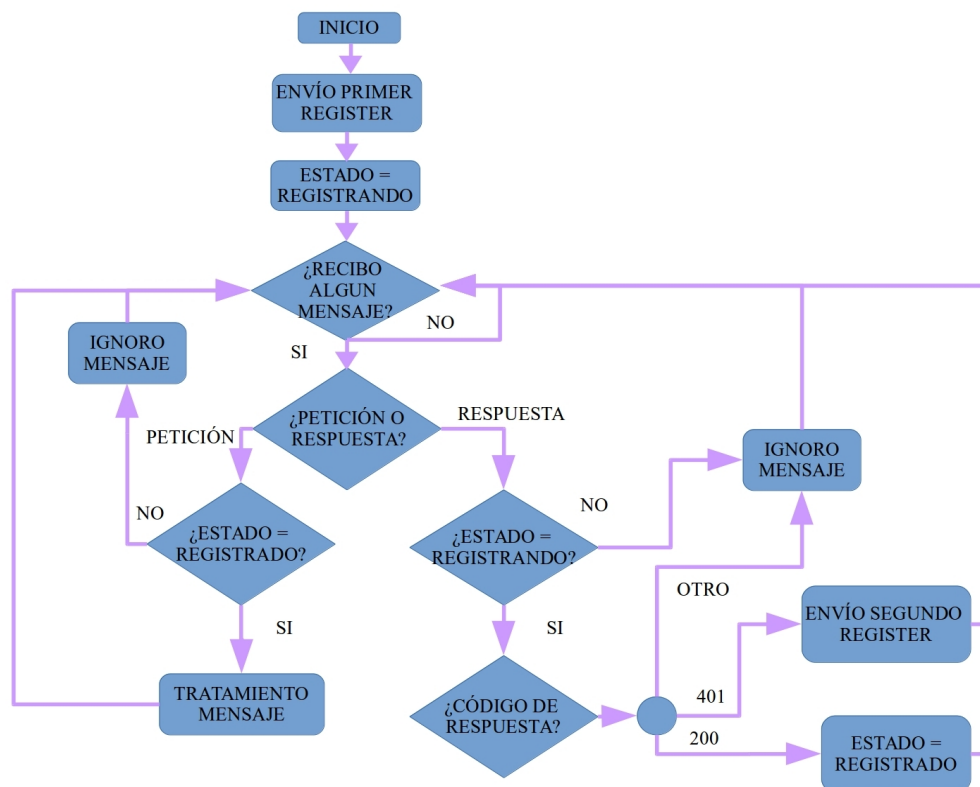 INICIO
ENVÍO PRIMER
REGISTER
ESTADO =
REGISTRANDO
¿RECIBO
ALGUN
MENSAJE?
NO
SI
IGNORO
MENSAJE
¿PETICIÓN O
RESPUESTA?
PETICIÓN
RESPUESTA
IGNORO
MENSAJE
NO
¿ESTADO =
REGISTRADO?
SI
NO
¿ESTADO =
REGISTRANDO?
SI
OTRO
TRATAMIENTO
MENSAJE
¿CÓDIGO DE
RESPUESTA?
401
200
ENVÍO SEGUNDO
REGISTER
ESTADO =
REGISTRADO